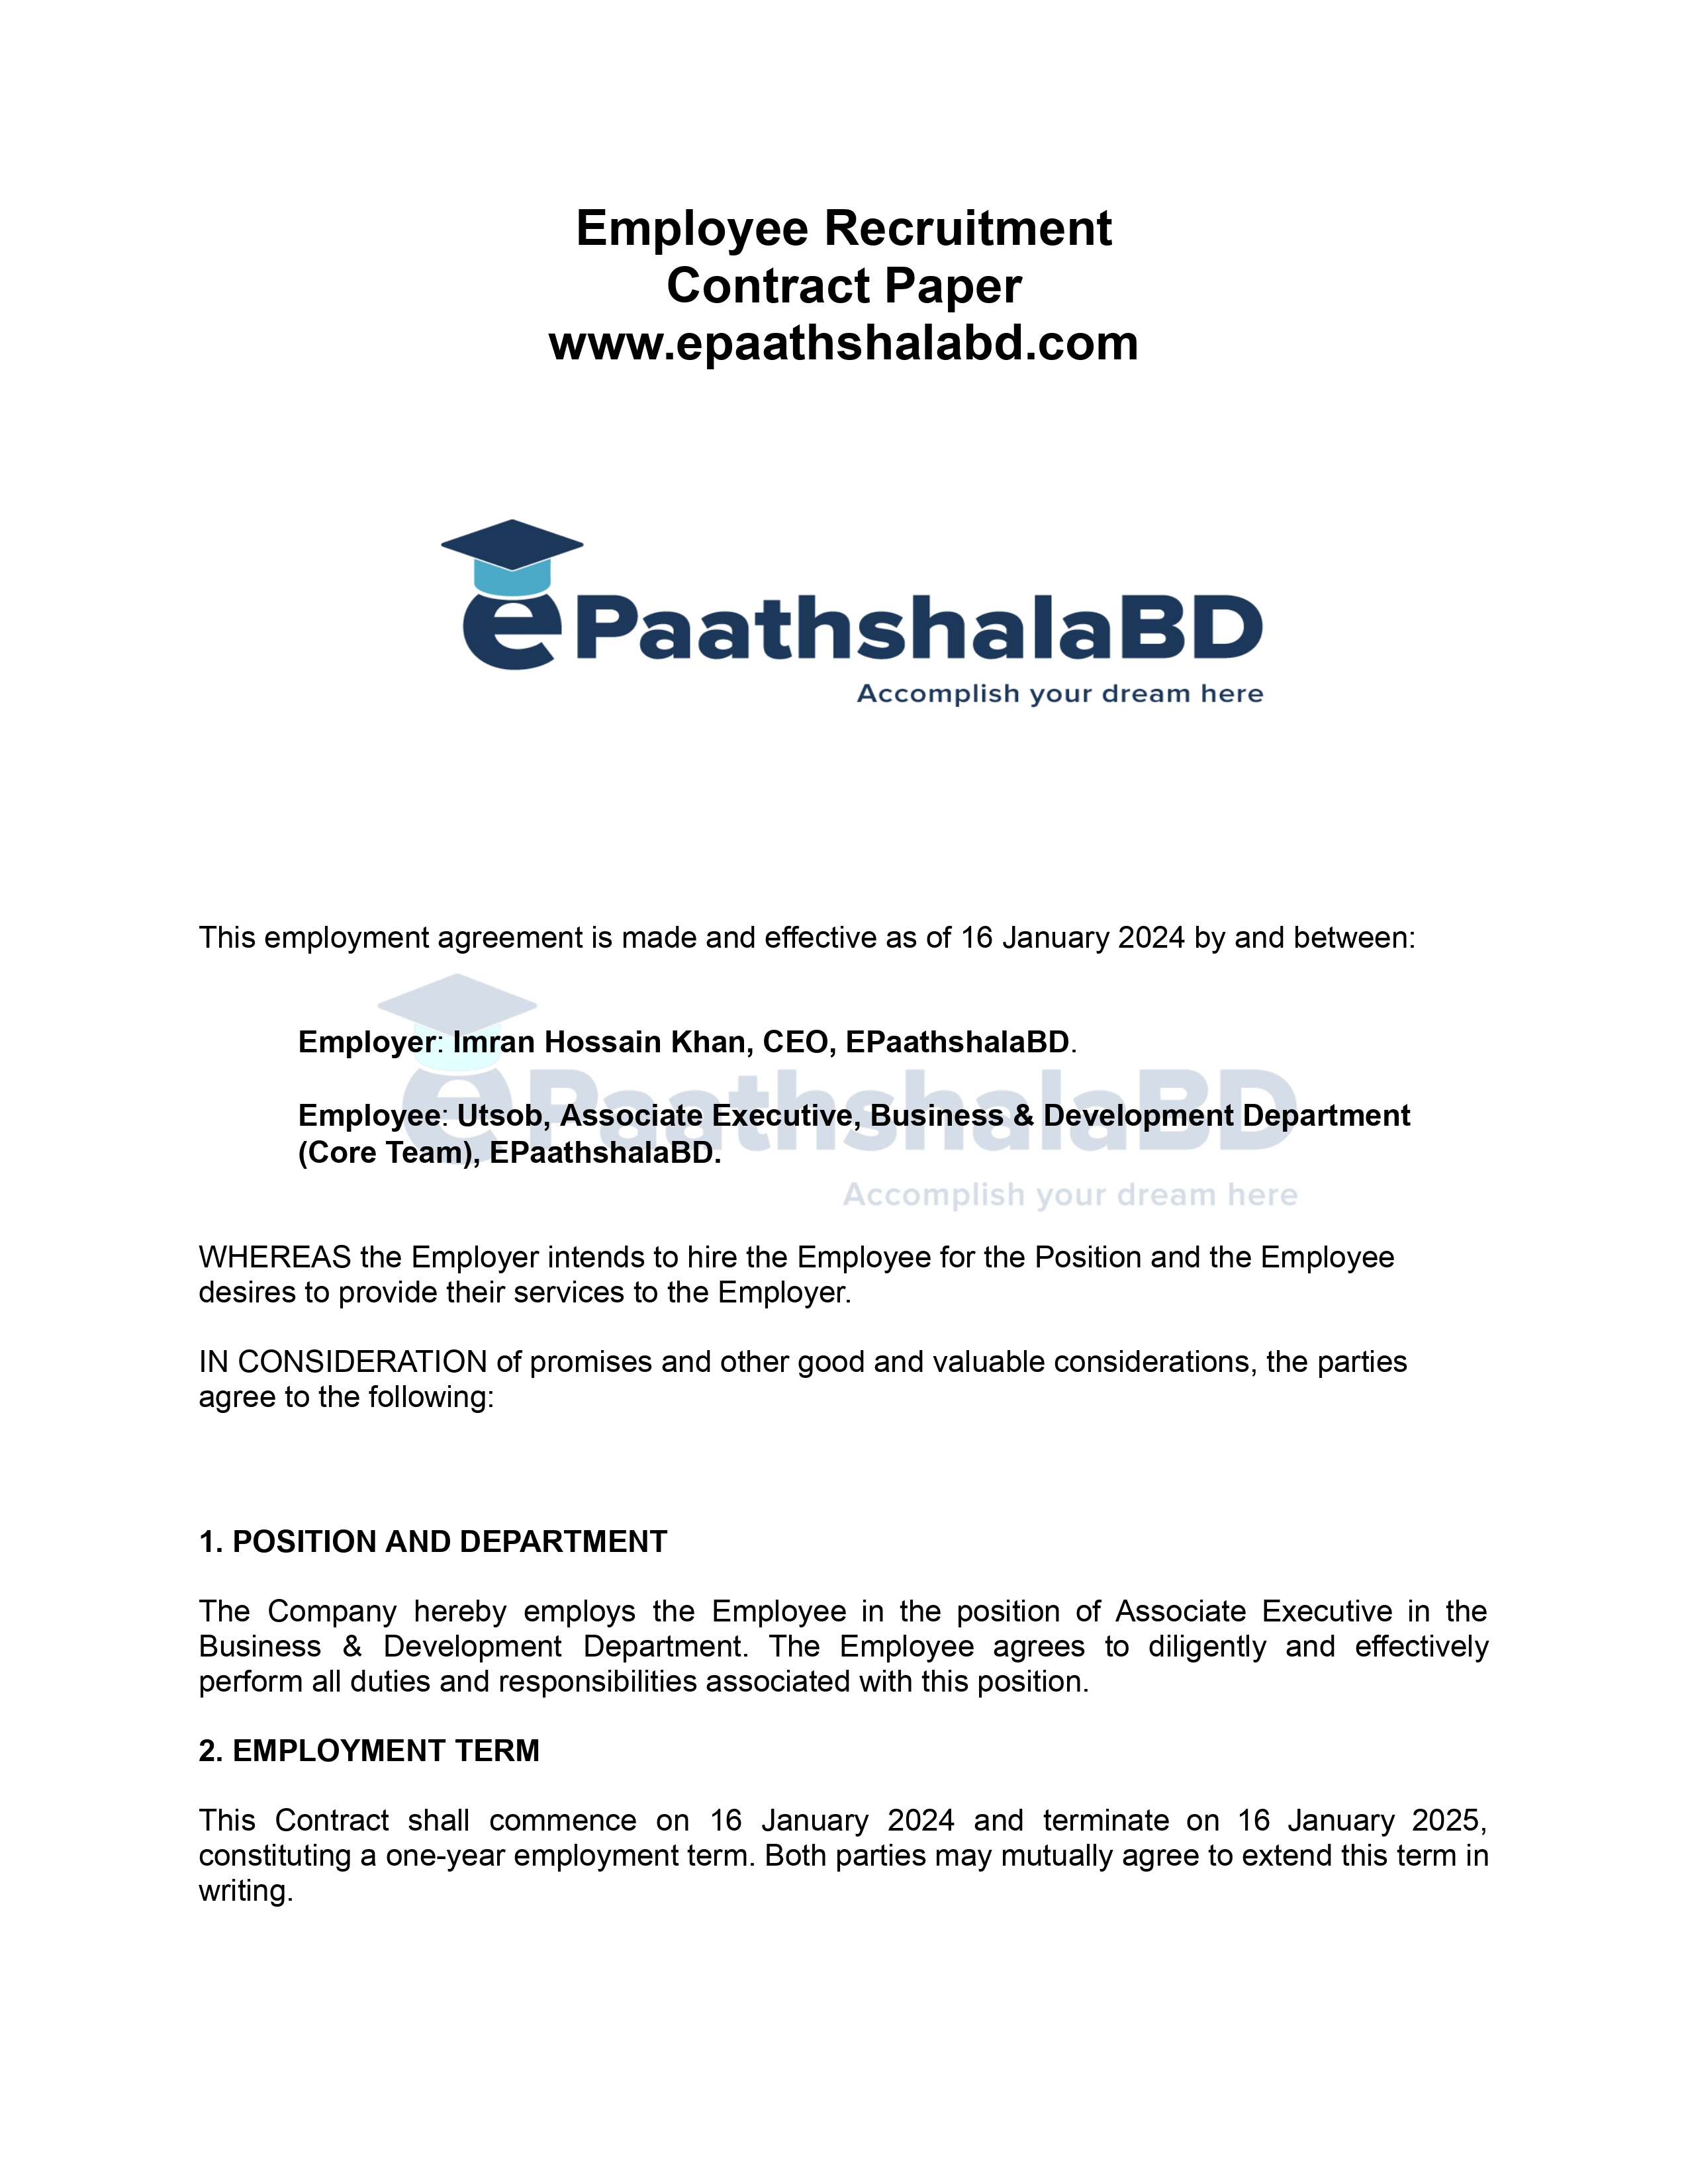 Employee Recruitment
Contract Paper
www.epaathshalabd.com
ePaathshalaBD
Accomplish your dream here
This employment agreement is made and effective as of 16 January 2024 by and between:
Employer: Imran Hossain Khan, CEO, EPaathshalaBD.
Employee: Utsob, Associate Executive, Business & Development Department
(Core Team), EPaathshalaBD.
ePaathshalaBD
Accomplish your dream here
WHEREAS the Employer intends to hire the Employee for the Position and the Employee
desires to provide their services to the Employer.
IN CONSIDERATION of promises and other good and valuable considerations, the parties
agree to the following:
1. POSITION AND DEPARTMENT
The Company hereby employs the Employee in the position of Associate Executive in the
Business & Development Department. The Employee agrees to diligently and effectively
perform all duties and responsibilities associated with this position.
2. EMPLOYMENT TERM
This Contract shall commence on 16 January 2024 and terminate on 16 January 2025,
constituting a one-year employment term. Both parties may mutually agree to extend this term in
writing.